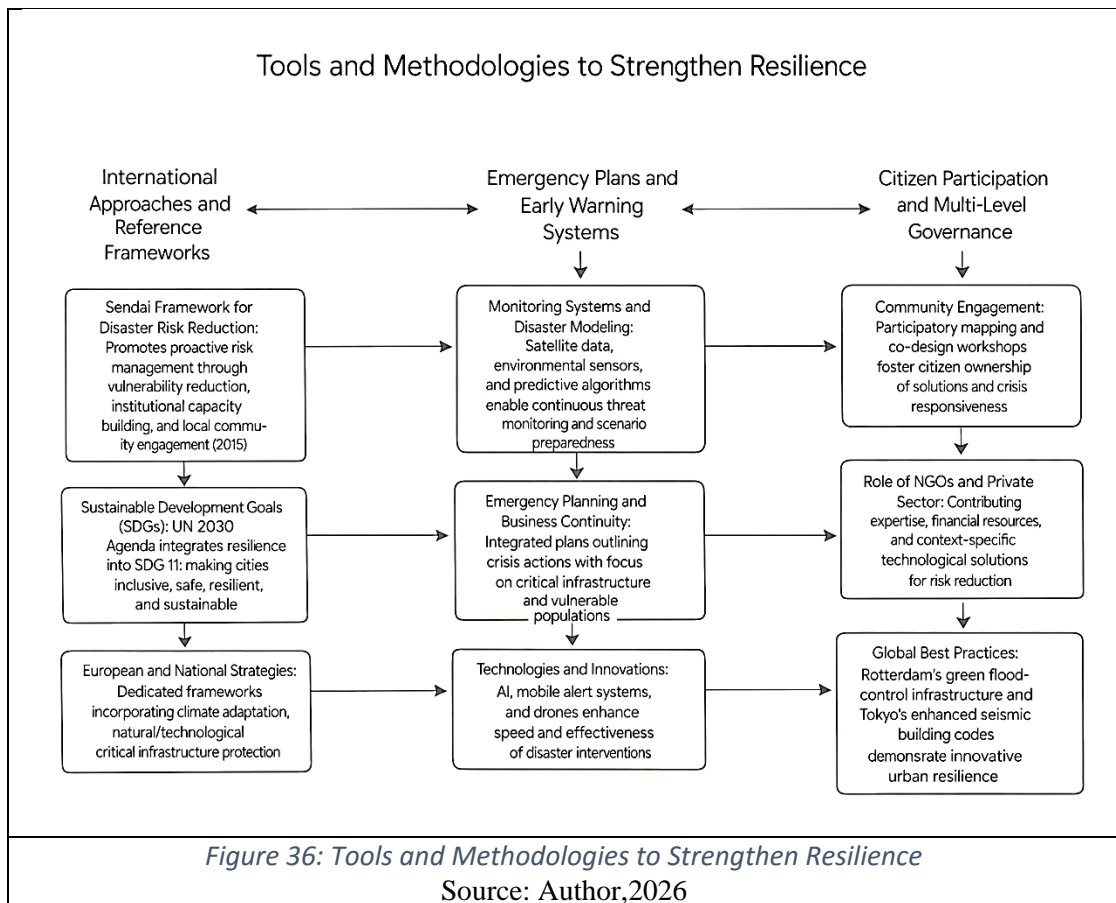 Tools and Methodologies to Strengthen Resilience
International
Approaches and
Reference
Frameworks
Emergency Plans and
Early Warning
Systems
Citizen Participation
and Multi-Level
Governance
Sendai Framework for
Disaster Risk Reduction:
Promotes proactive risk
management through
vulnerability reduction,
institutional capacity
building, and local commu-
ity engagement (2015)
Monitoring Systems and
Disaster Modeling:
Satellite data,
environmental sensors,
and predictive algorithms
enable continuous threat
monitoring and scenario
preparedness
Community Engagement:
Participatory mapping and
co-design workshops
foster citizen ownership
of solutions and crisis
responsiveness
Sustainable Development Goals
(SDGs): UN 2030
Agenda integrates resilience
into SDG 11: making cities
inclusive, safe, resilient,
and sustainable
Emergency Planning and
Business Continuity:
Integrated plans outlining
crisis actions with focus
on critical infrastructure
and vulnerable
populations
Role of NGOs and Private
Sector: Contributing
expertise, financial resources,
and context-specific
technological solutions
for risk reduction
European and National Strategies:
Dedicated frameworks
incorporating climate adaptation,
natural/technological
critical infrastructure protection
Technologies and Innovations:
AI, mobile alert systems,
and drones enhance
speed and effectiveness
of disaster interventions
Global Best Practices:
Rotterdam's green flood-
control infrastructure and
Tokyo's enhanced seismic
building codes
demonsrate innovative
urban resilience
Figure 36: Tools and Methodologies to Strengthen Resilience
Source: Author,2026